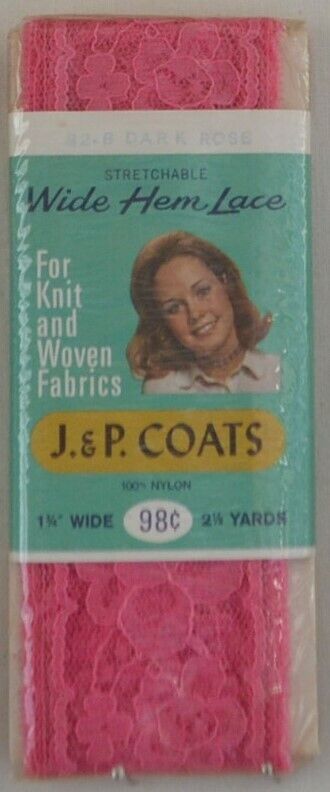 82-B DARK ROSE
STRETCHABLE
Wide Hem Lace
For
Knit
and
Woven
Fabrics
J. & P. COATS
100% NYLON
1¾" WIDE 98¢ 2½ YARDS